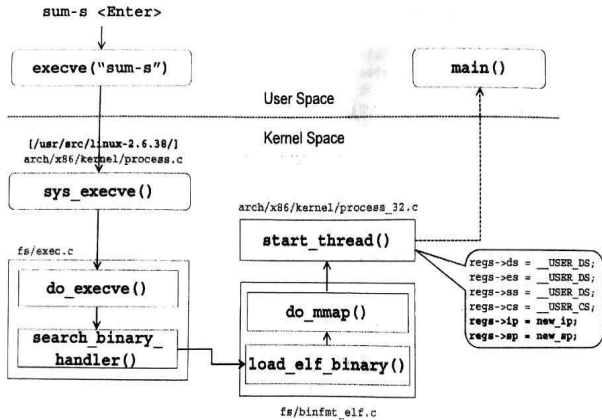 sum-s <Enter>
execve("sum-s")
main()
User Space
Kernel Space
[/usr/src/linux-2.6.38/]
arch/x86/kernel/process.c
sys_execve()
arch/x86/kernel/process_32.c
start_thread()
fs/exec.c
do_execve()
search_binary_
handler()
do_mmap()
load_elf_binary()
fs/binfmt_elf.c
regs->ds = __USER_DS;
regs->es = __USER_DS;
regs->ss = __USER_DS;
regs->cs = __USER_CS;
regs->ip = new_ip;
regs->sp = new_sp;